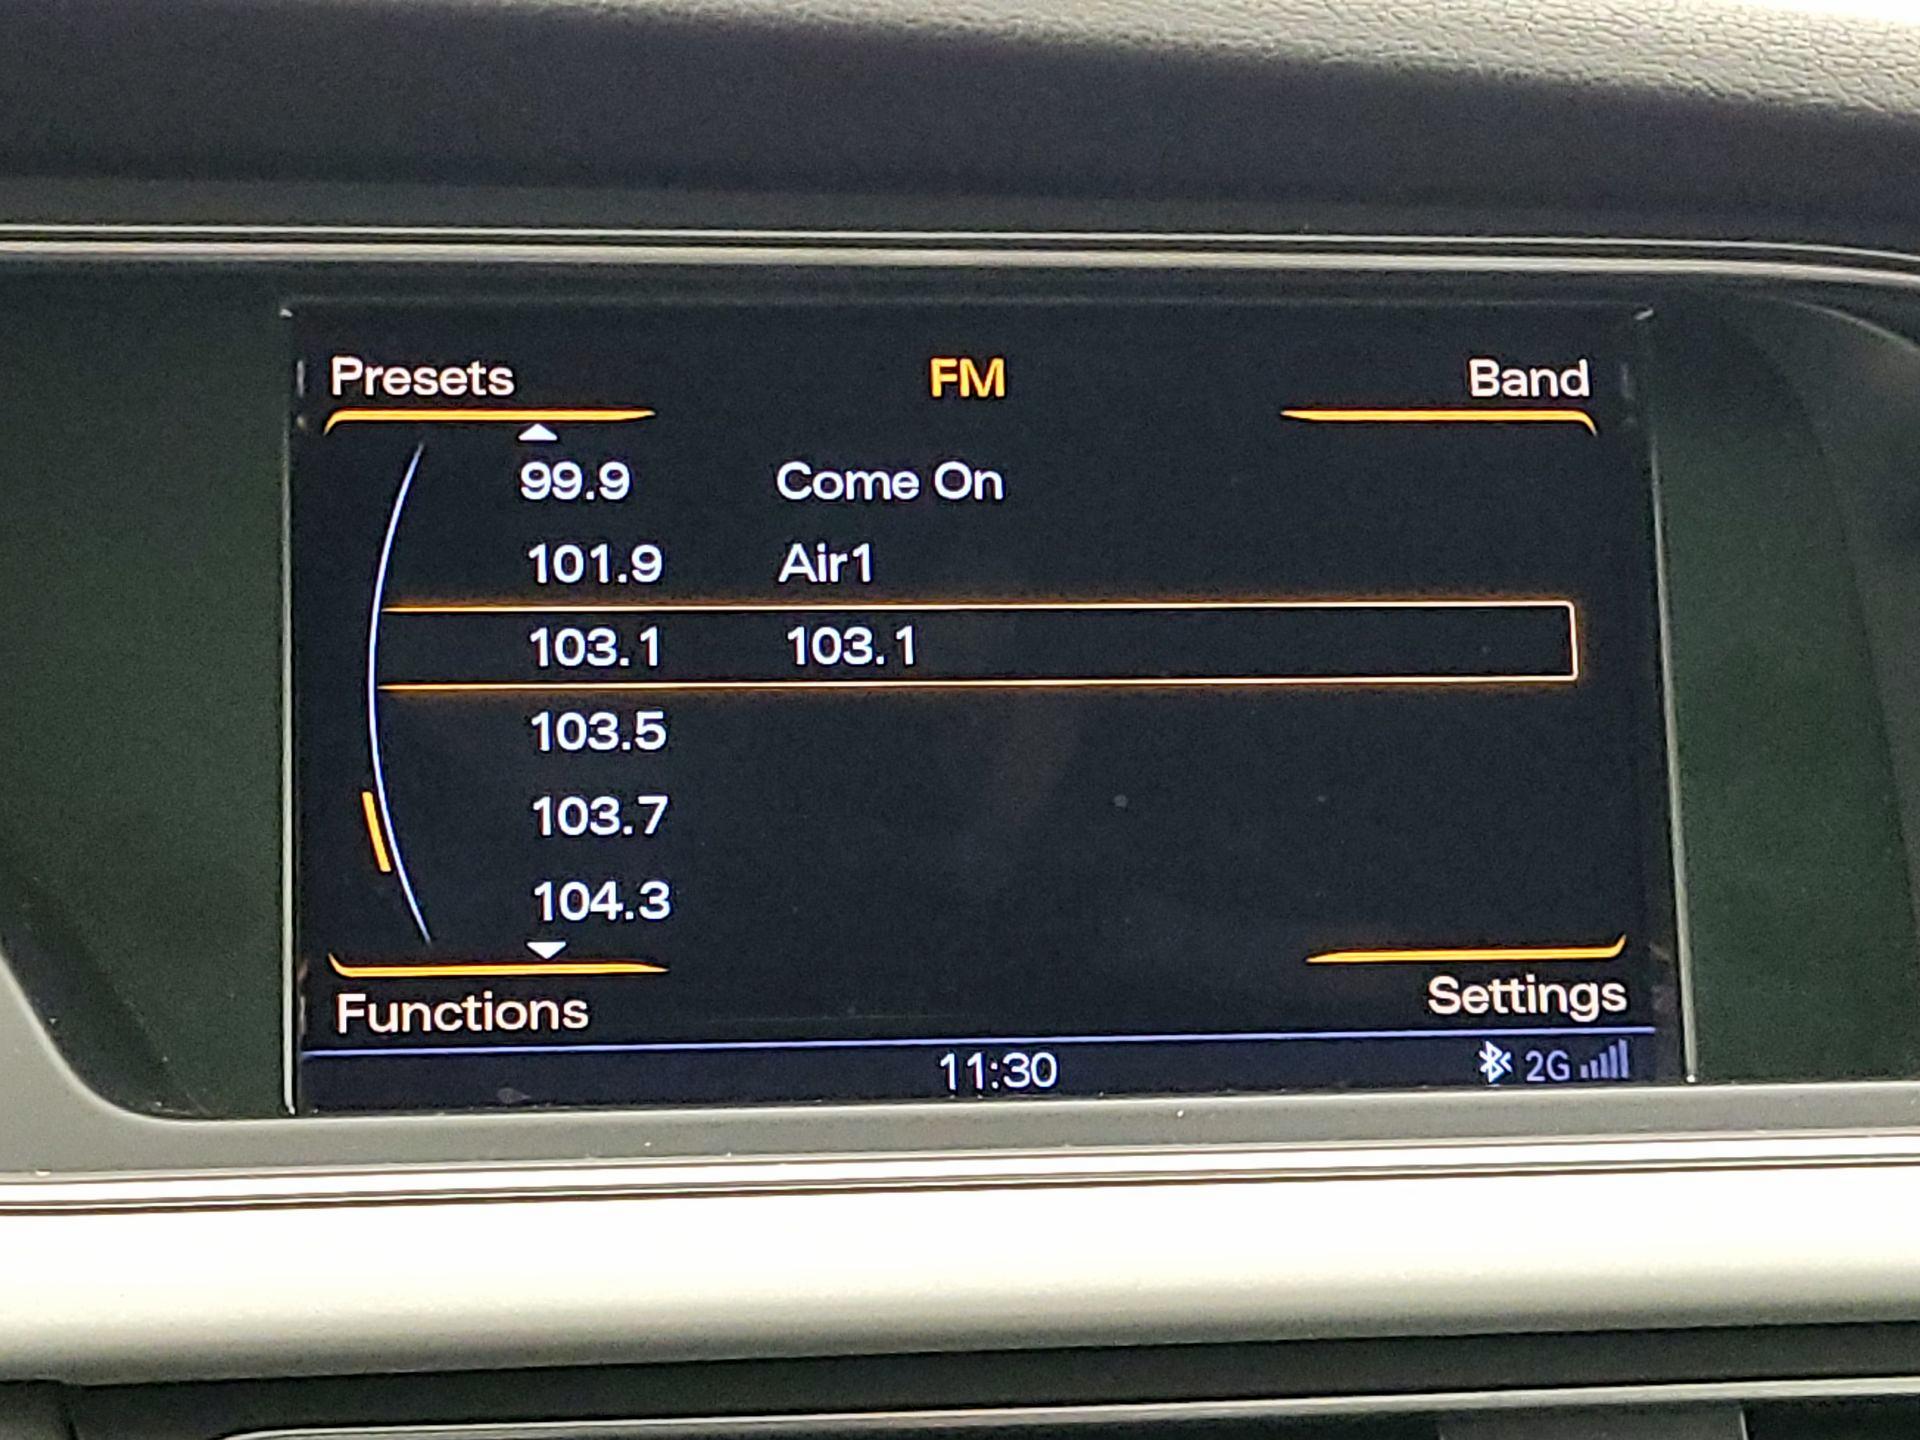 Presets FM Band
99.9 Come On
101.9 Air1
103.1 103.1
103.5
103.7
104.3
Functions Settings
11:30 2G